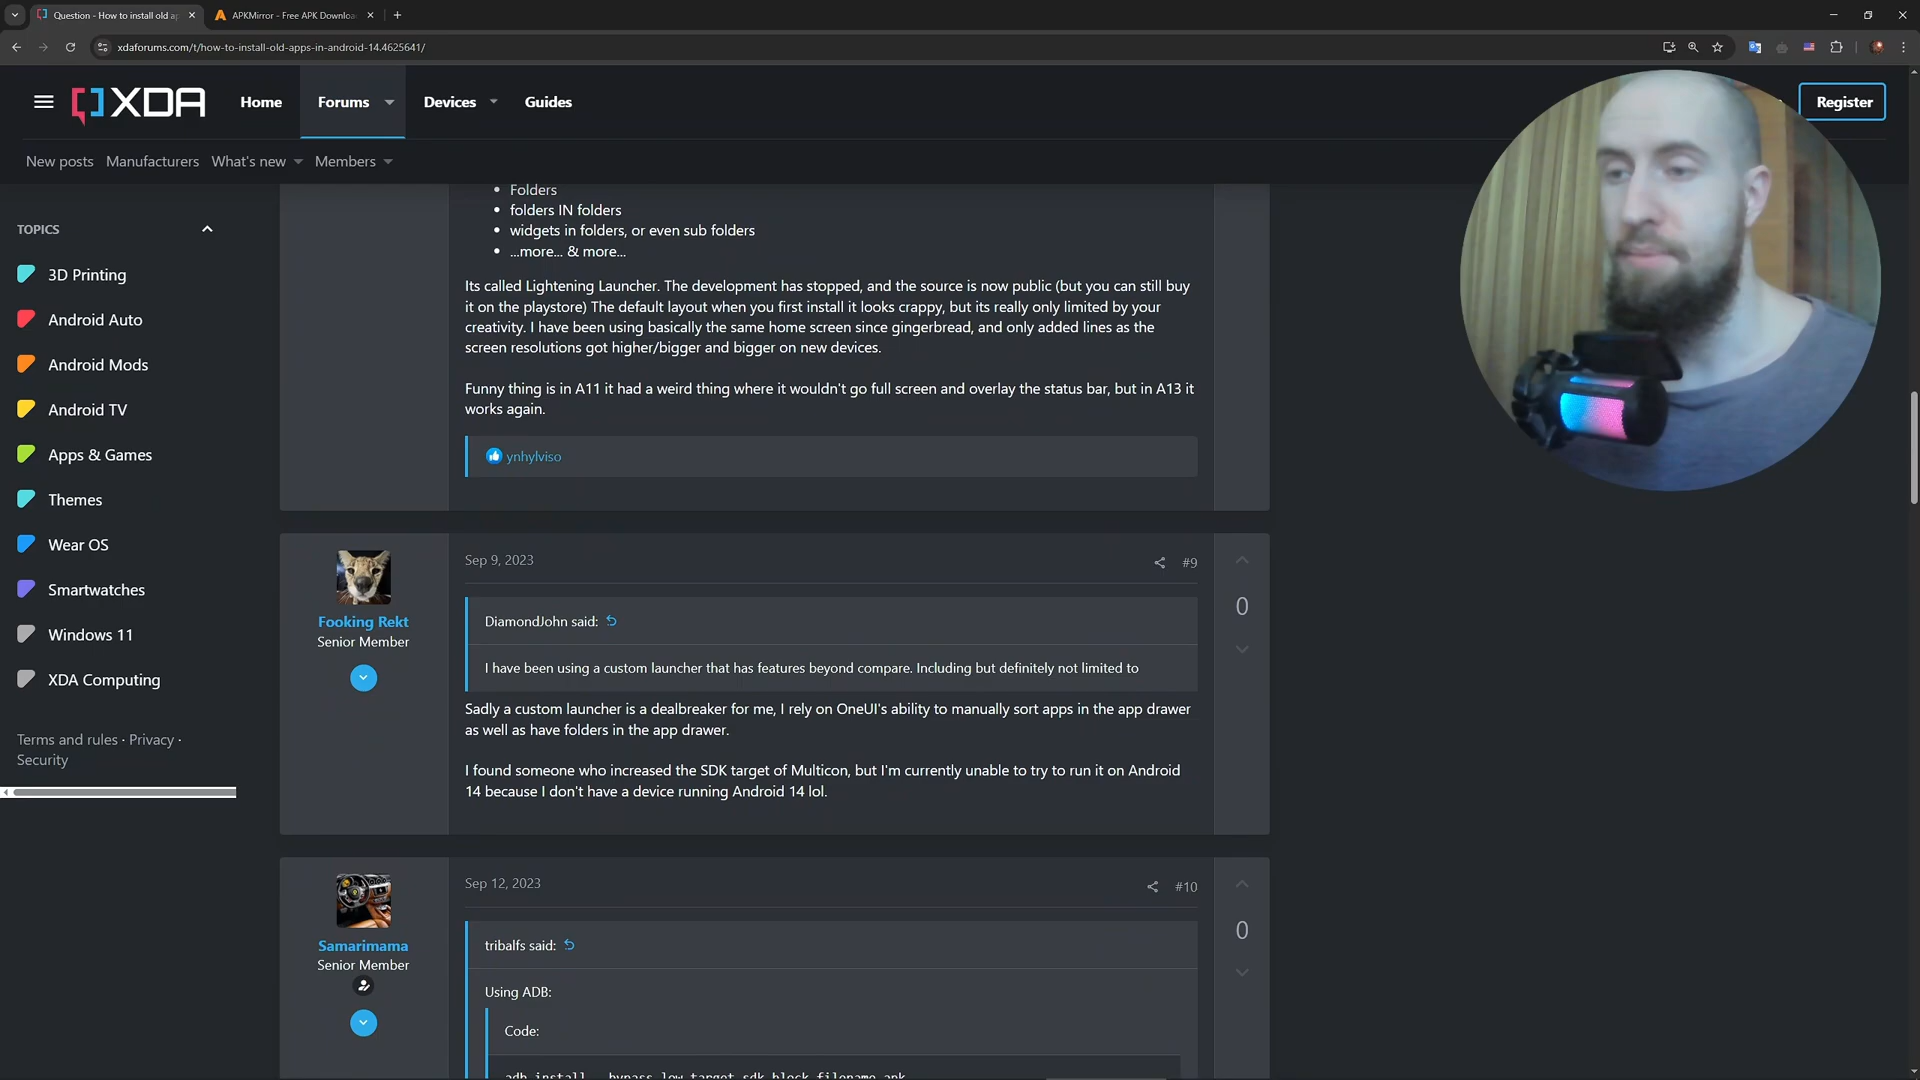 Question - How to install old ap
APKMirror - Free APK Downloa
xdaforums.com/t/how-to-install-old-apps-in-android-14.4625641/
XDA
Home
Forums
Devices
Guides
Register
New posts
Manufacturers
What's new
Members
TOPICS
3D Printing
Android Auto
Android Mods
Android TV
Apps & Games
Themes
Wear OS
Smartwatches
Windows 11
XDA Computing
Terms and rules · Privacy ·
Security
Folders
folders IN folders
widgets in folders, or even sub folders
...more... & more...
Its called Lightening Launcher. The development has stopped, and the source is now public (but you can still buy
it on the playstore) The default layout when you first install it looks crappy, but its really only limited by your
creativity. I have been using basically the same home screen since gingerbread, and only added lines as the
screen resolutions got higher/bigger and bigger on new devices.
Funny thing is in A11 it had a weird thing where it wouldn't go full screen and overlay the status bar, but in A13 it
works again.
ynhylviso
Fooking Rekt
Senior Member
Sep 9, 2023
#9
0
DiamondJohn said:
I have been using a custom launcher that has features beyond compare. Including but definitely not limited to
Sadly a custom launcher is a dealbreaker for me, I rely on OneUI's ability to manually sort apps in the app drawer
as well as have folders in the app drawer.
I found someone who increased the SDK target of Multicon, but I'm currently unable to try to run it on Android
14 because I don't have a device running Android 14 lol.
Samarimama
Senior Member
Sep 12, 2023
#10
0
tribalfs said:
Using ADB:
Code:
adb install --bypass-low-target-sdk-block filename.apk